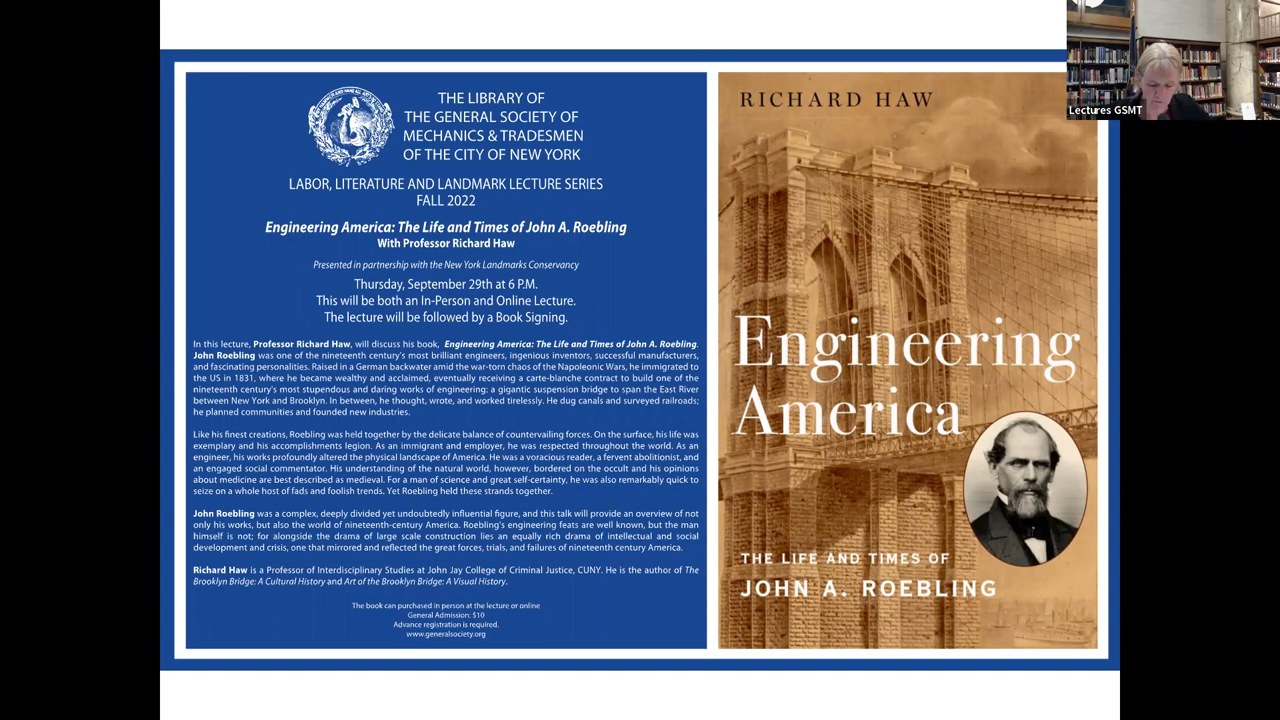 THE LIBRARY OF
THE GENERAL SOCIETY OF
MECHANICS & TRADESMEN
OF THE CITY OF NEW YORK
LABOR, LITERATURE AND LANDMARK LECTURE SERIES
FALL 2022
Engineering America: The Life and Times of John A. Roebling
With Professor Richard Haw
Presented in partnership with the New York Landmarks Conservancy
Thursday, September 29th at 6 P.M.
This will be both an In-Person and Online Lecture.
The lecture will be followed by a Book Signing.
In this lecture, Professor Richard Haw, will discuss his book, Engineering America: The Life and Times of John A. Roebling.
John Roebling was one of the nineteenth century's most brilliant engineers, ingenious inventors, successful manufacturers,
and fascinating personalities. Raised in a German backwater amid the war-torn chaos of the Napoleonic Wars, he immigrated to
the US in 1831, where he became wealthy and acclaimed, eventually receiving a carte-blanche contract to build one of the
nineteenth century's most stupendous and daring works of engineering: a gigantic suspension bridge to span the East River
between New York and Brooklyn. In between, he thought, wrote, and worked tirelessly. He dug canals and surveyed railroads;
he planned communities and founded new industries.
Like his finest creations, Roebling was held together by the delicate balance of countervailing forces. On the surface, his life was
exemplary and his accomplishments legion. As an immigrant and employer, he was respected throughout the world. As an
engineer, his works profoundly altered the physical landscape of America. He was a voracious reader, a fervent abolitionist, and
an engaged social commentator. His understanding of the natural world, however, bordered on the occult and his opinions
about medicine are best described as medieval. For a man of science and great self-certainty, he was also remarkably quick to
seize on a whole host of fads and foolish trends. Yet Roebling held these strands together.
John Roebling was a complex, deeply divided yet undoubtedly influential figure, and this talk will provide an overview of not
only his works, but also the world of nineteenth-century America. Roebling's engineering feats are well known, but the man
himself is not; for alongside the drama of large scale construction lies an equally rich drama of intellectual and social
development and crisis, one that mirrored and reflected the great forces, trials, and failures of nineteenth century America.
Richard Haw is a Professor of Interdisciplinary Studies at John Jay College of Criminal Justice, CUNY. He is the author of The
Brooklyn Bridge: A Cultural History and Art of the Brooklyn Bridge: A Visual History.
The book can purchased in person at the lecture or online
General Admission: $10
Advance registration is required.
www.generalsociety.org
RICHARD HAW
Engineering
America
THE LIFE AND TIMES OF
JOHN A. ROEBLING
Lectures GSMT